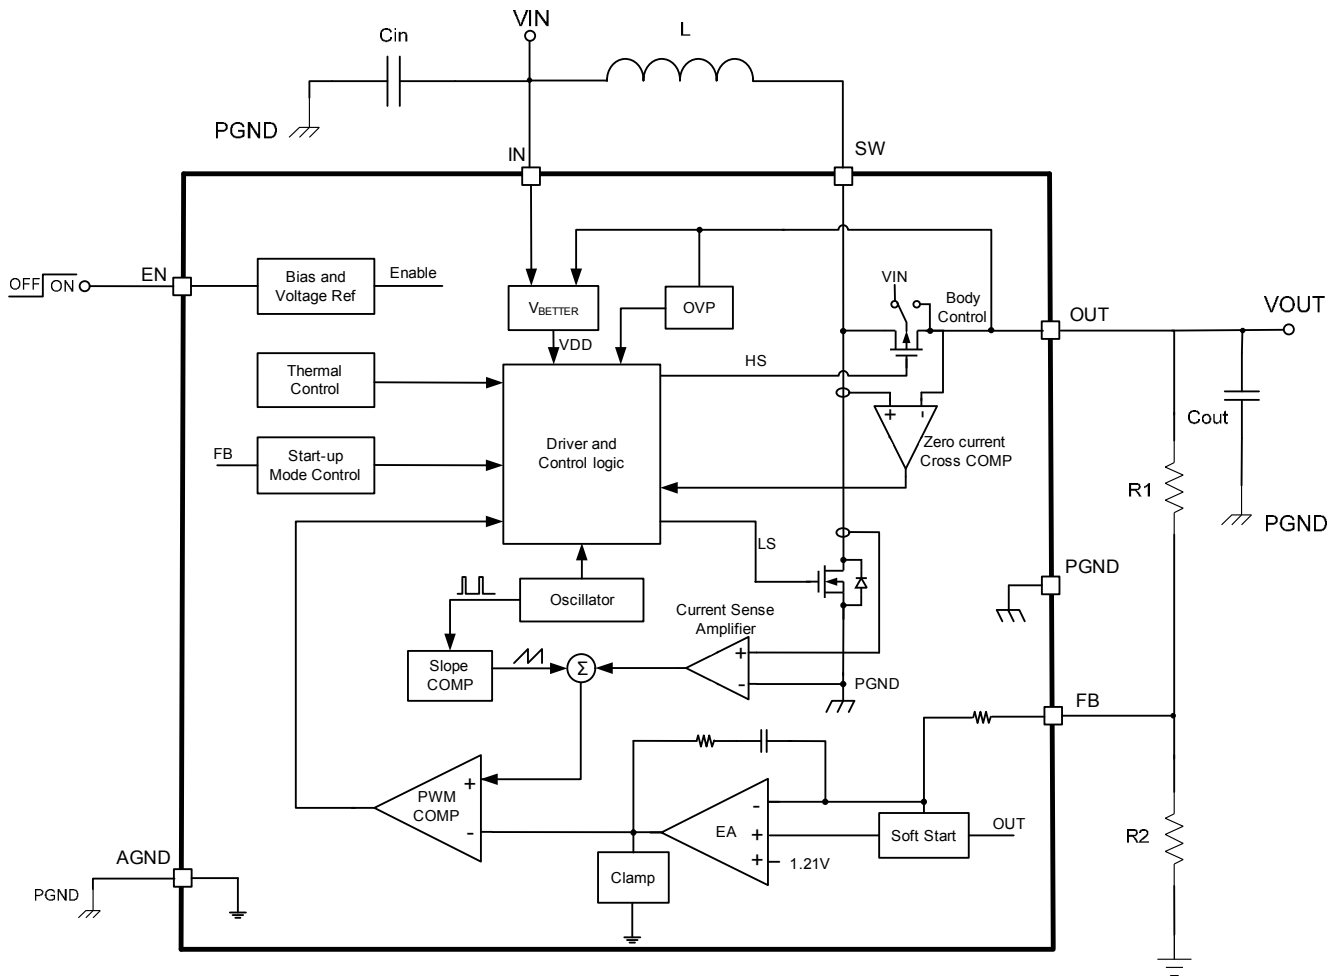 VIN
Cin
L
PGND
IN
SW
EN
OFF
ON
Bias and
Voltage Ref
Enable
VBETTER
OVP
VIN
Body
Control
OUT
VOUT
VDD
HS
Thermal
Control
Cout
FB
Start-up
Mode Control
Driver and
Control logic
+
-
Zero current
Cross COMP
R1
PGND
LS
PGND
Oscillator
Current Sense
Amplifier
Slope
COMP
Σ
+
-
PGND
FB
PWM
COMP
+
-
EA
-
+
+
1.21V
Soft Start
OUT
R2
Clamp
AGND
PGND